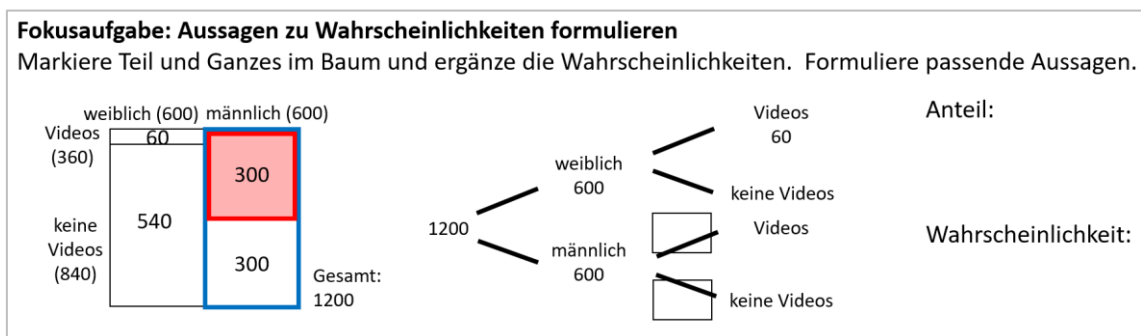 Fokusaufgabe: Aussagen zu Wahrscheinlichkeiten formulieren
Markiere Teil und Ganzes im Baum und ergänze die Wahrscheinlichkeiten. Formuliere passende Aussagen.
weiblich (600) männlich (600)
Videos
(360)
60
300
keine
Videos
(840)
540
300
Gesamt:
1200
1200
weiblich
600
männlich
600
Videos
60
keine Videos
Videos
keine Videos
Anteil:
Wahrscheinlichkeit: